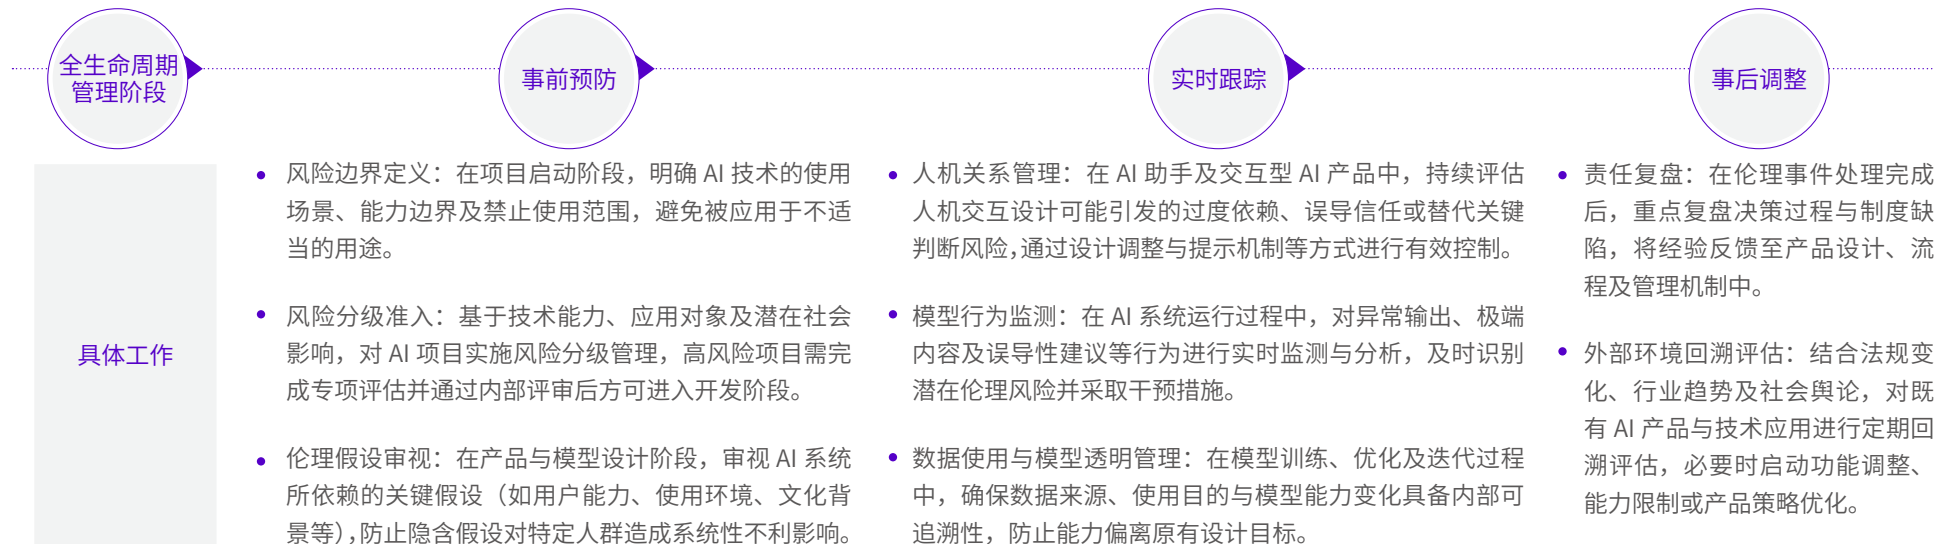 全生命周期
管理阶段
事前预防
实时跟踪
事后调整
具体工作
风险边界定义：在项目启动阶段，明确 AI 技术的使用
场景、能力边界及禁止使用范围，避免被应用于不适
当的用途。
风险分级准入：基于技术能力、应用对象及潜在社会
影响，对 AI 项目实施风险分级管理，高风险项目需完
成专项评估并通过内部评审后方可进入开发阶段。
伦理假设审视：在产品与模型设计阶段，审视 AI 系统
所依赖的关键假设（如用户能力、使用环境、文化背
景等），防止隐含假设对特定人群造成系统性不利影响。
人机关系管理：在 AI 助手及交互型 AI 产品中，持续评估
人机交互设计可能引发的过度依赖、误导信任或替代关键
判断风险，通过设计调整与提示机制等方式进行有效控制。
模型行为监测：在 AI 系统运行过程中，对异常输出、极端
内容及误导性建议等行为进行实时监测与分析，及时识别
潜在伦理风险并采取干预措施。
数据使用与模型透明管理：在模型训练、优化及迭代过程
中，确保数据来源、使用目的与模型能力变化具备内部可
追溯性，防止能力偏离原有设计目标。
责任复盘：在伦理事件处理完成
后，重点复盘决策过程与制度缺
陷，将经验反馈至产品设计、流
程及管理机制中。
外部环境回溯评估：结合法规变
化、行业趋势及社会舆论，对既
有 AI 产品与技术应用进行定期回
溯评估，必要时启动功能调整、
能力限制或产品策略优化。